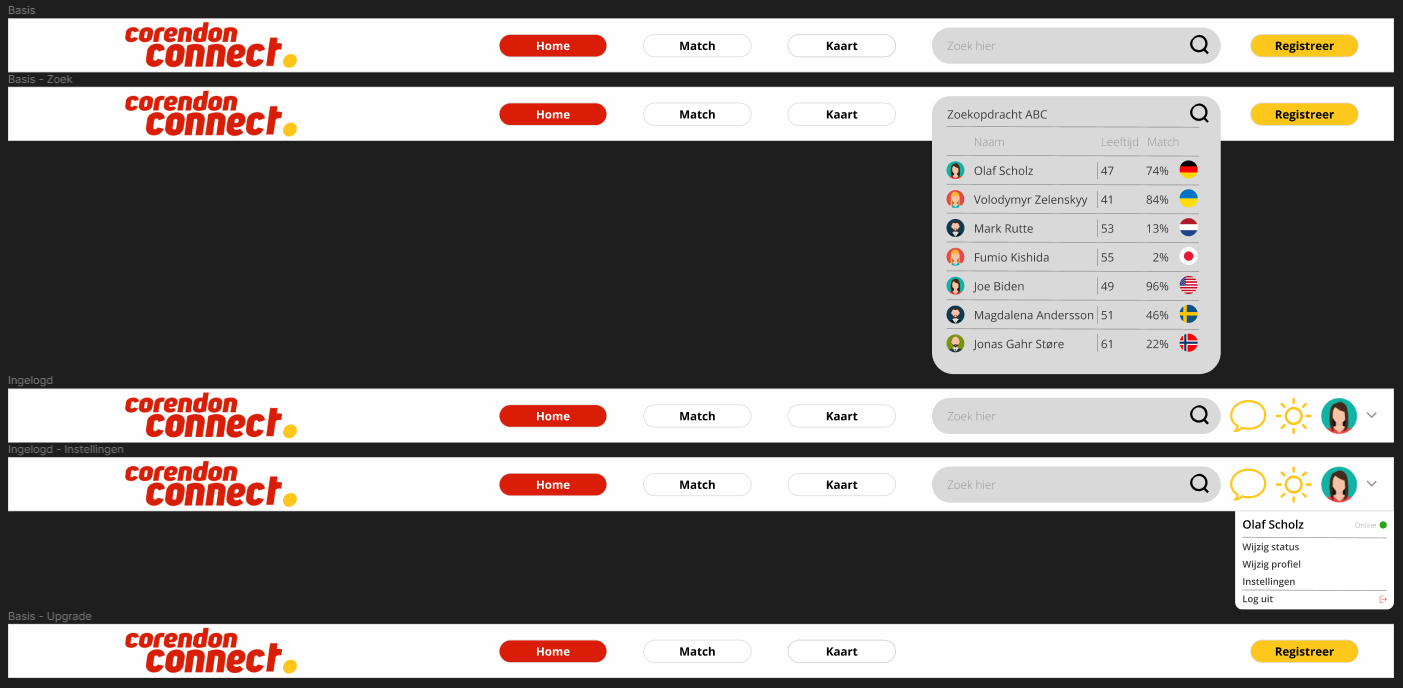 Basis
corendon
connect.
Home Match Kaart Zoek hier Registreer
Basis - Zoek
corendon
connect.
Home Match Kaart Zoekopdracht ABC Registreer
Naam Leeftijd Match
Olaf Scholz 47 74%
Volodymyr Zelenskyy 41 84%
Mark Rutte 53 13%
Fumio Kishida 55 2%
Joe Biden 49 96%
Magdalena Andersson 51 46%
Jonas Gahr Støre 61 22%
Ingelogd
corendon
connect.
Home Match Kaart Zoek hier
Ingelogd - Instellingen
corendon
connect.
Home Match Kaart Zoek hier
Olaf Scholz Online
Wijzig status
Wijzig profiel
Instellingen
Log uit
Basis - Upgrade
corendon
connect.
Home Match Kaart Registreer